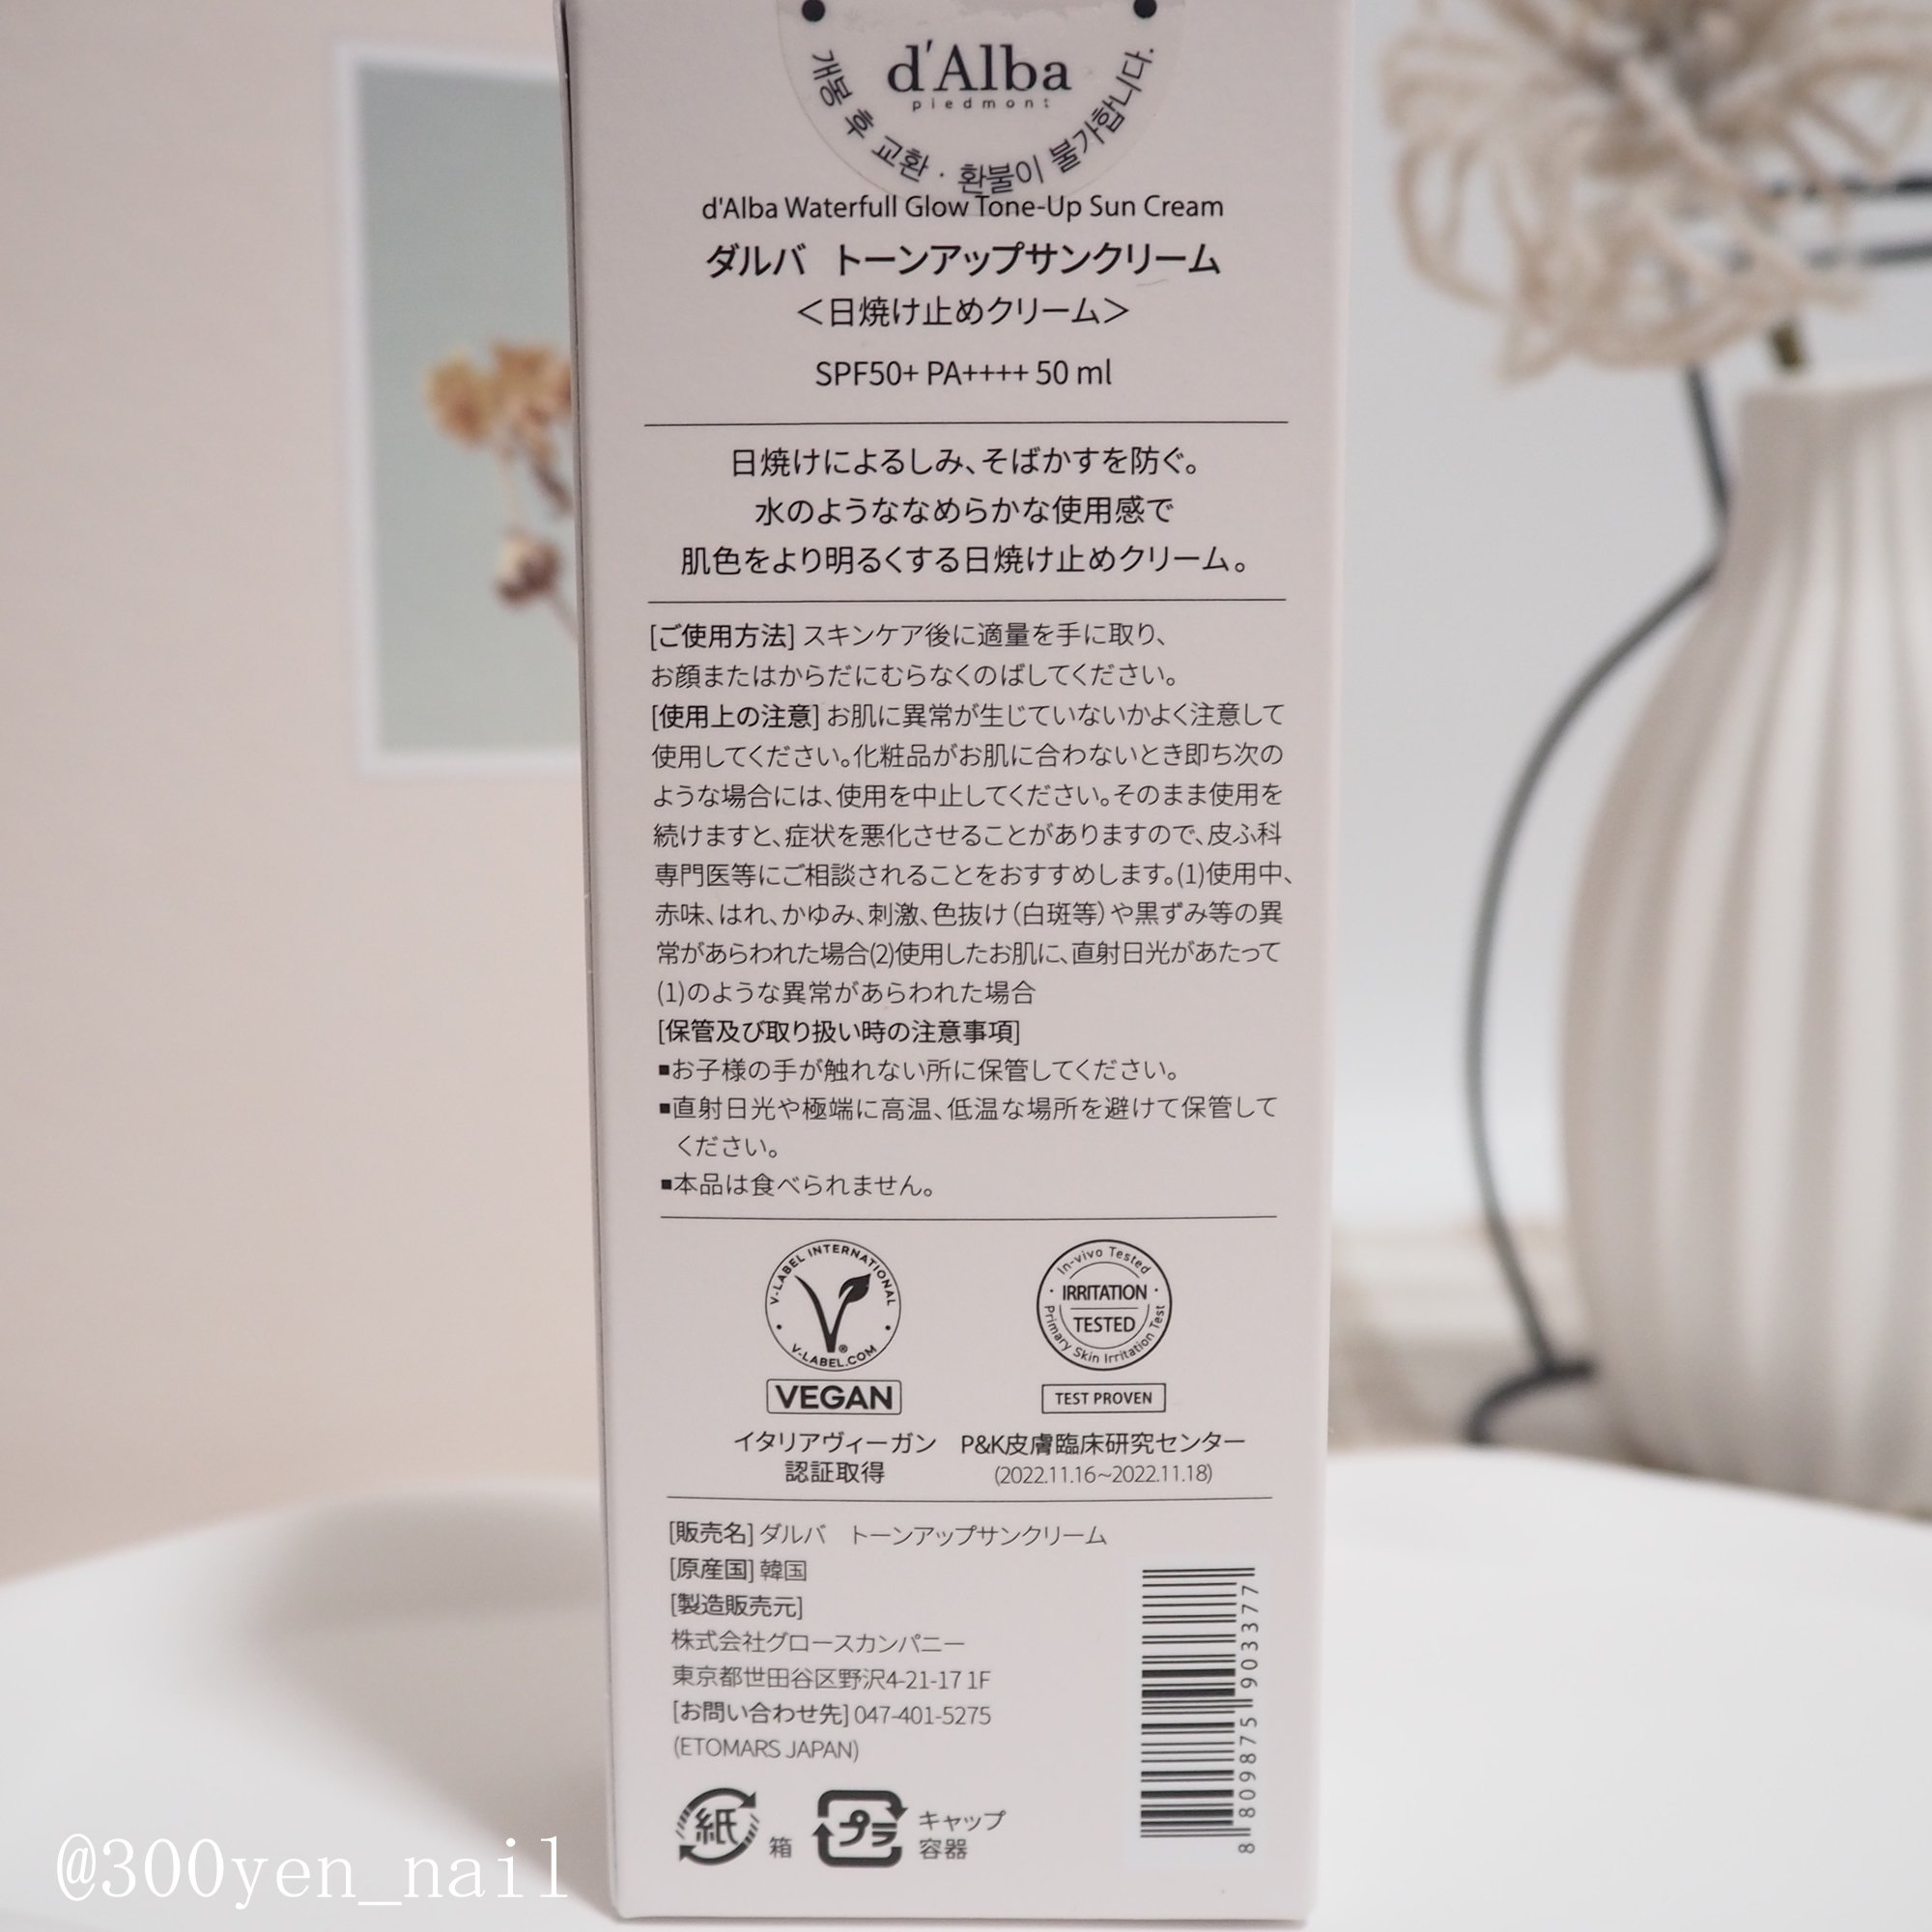 d'Alba
piedmont
개봉 후 교환·환불이 불가합니다.
d'Alba Waterfull Glow Tone-Up Sun Cream
ダルバ　トーンアップサンクリーム
＜日焼け止めクリーム＞
SPF50+ PA++++ 50 ml
日焼けによるしみ、そばかすを防ぐ。
水のようななめらかな使用感で
肌色をより明るくする日焼け止めクリーム。
[ご使用方法] スキンケア後に適量を手に取り、
お顔またはからだにむらなくのばしてください。
[使用上の注意] お肌に異常が生じていないかよく注意して
使用してください。化粧品がお肌に合わないとき即ち次の
ような場合には、使用を中止してください。そのまま使用を
続けますと、症状を悪化させることがありますので、皮ふ科
専門医等にご相談されることをおすすめします。(1)使用中、
赤味、はれ、かゆみ、刺激、色抜け（白斑等）や黒ずみ等の異
常があらわれた場合(2)使用したお肌に、直射日光があたって
(1)のような異常があらわれた場合
[保管及び取り扱い時の注意事項]
■お子様の手が触れない所に保管してください。
■直射日光や極端に高温、低温な場所を避けて保管して
ください。
■本品は食べられません。
V-LABEL INTERNATIONAL
V-LABEL.COM
®
VEGAN
イタリアヴィーガン
認証取得
In-vivo Tested
IRRITATION
TESTED
Primary Skin Irritation Test
TEST PROVEN
P&K皮膚臨床研究センター
(2022.11.16~2022.11.18)
[販売名] ダルバ　トーンアップサンクリーム
[原産国] 韓国
[製造販売元]
株式会社グロースカンパニー
東京都世田谷区野沢4-21-17 1F
[お問い合わせ先] 047-401-5275
(ETOMARS JAPAN)
紙
箱
プラ
キャップ
容器
8 809875 903377
@300yen_nail